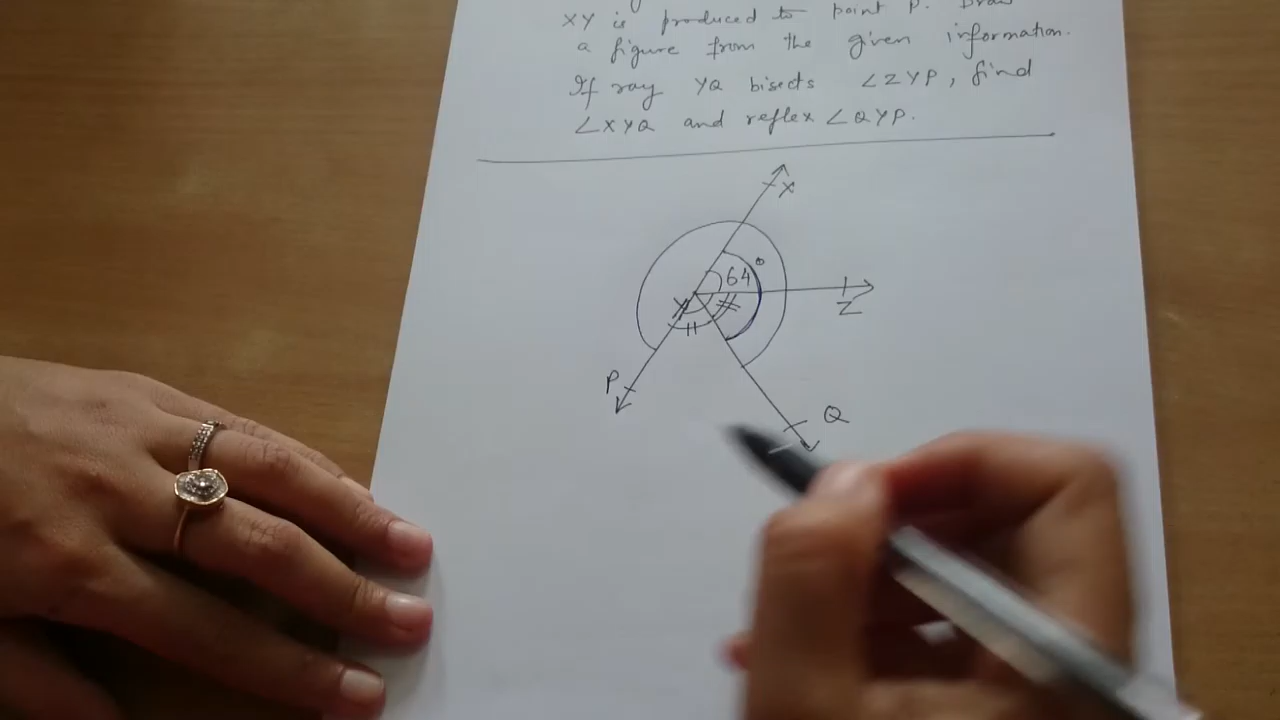 XY is produced to point P. Draw
a figure from the given information.
If ray YQ bisects ∠ZYP, find
∠XYQ and reflex ∠QYP.
X
64°
Y
Z
P
Q